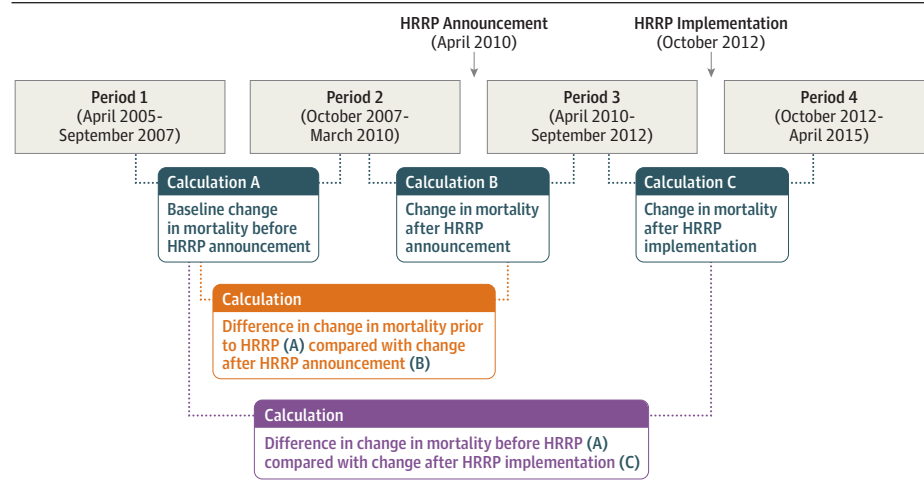 HRRP Announcement
(April 2010)
HRRP Implementation
(October 2012)
Period 1
(April 2005-
September 2007)
Period 2
(October 2007-
March 2010)
Period 3
(April 2010-
September 2012)
Period 4
(October 2012-
April 2015)
Calculation A
Baseline change
in mortality before
HRRP announcement
Calculation B
Change in mortality
after HRRP
announcement
Calculation C
Change in mortality
after HRRP
implementation
Calculation
Difference in change in mortality prior
to HRRP (A) compared with change
after HRRP announcement (B)
Calculation
Difference in change in mortality before HRRP (A)
compared with change after HRRP implementation (C)